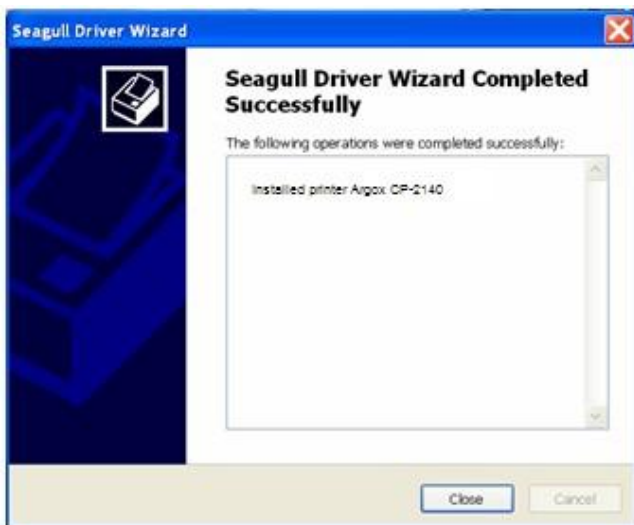 Seagull Driver Wizard
Seagull Driver Wizard Completed
Successfully
The following operations were completed successfully:
Installed printer Argox CP-2140
Close
Cancel